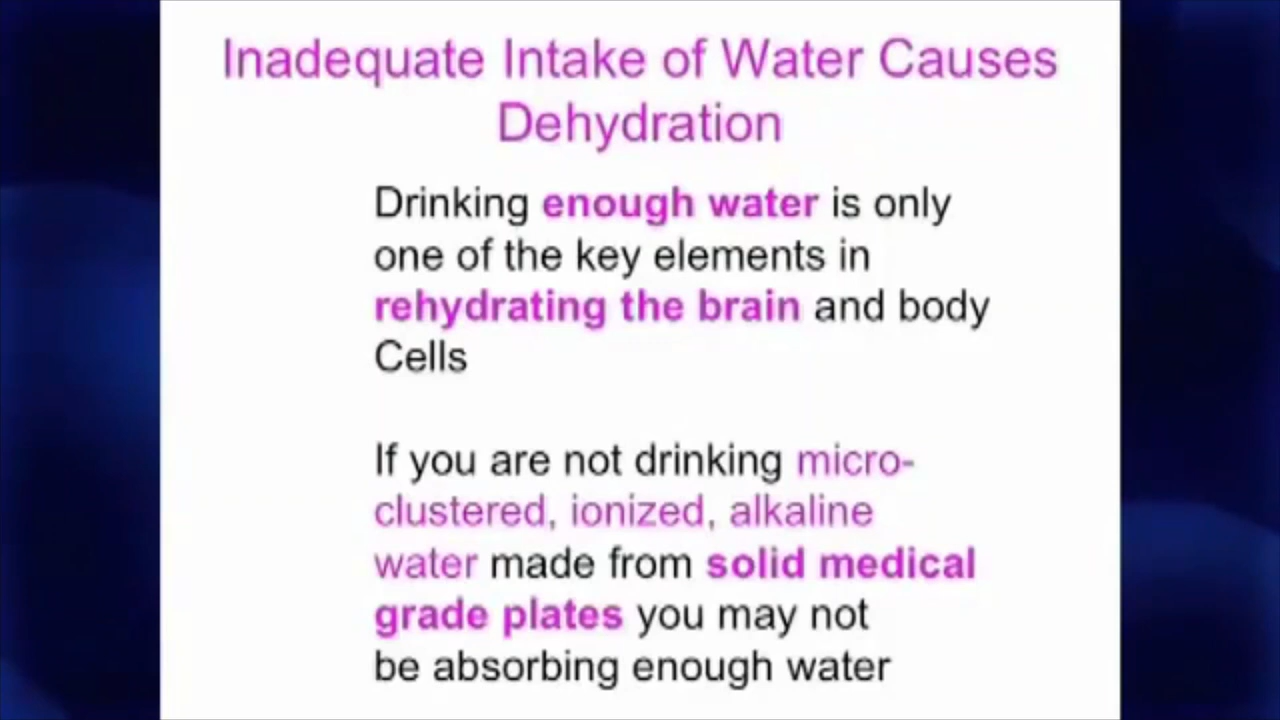 Inadequate Intake of Water Causes
Dehydration
Drinking enough water is only
one of the key elements in
rehydrating the brain and body
Cells
If you are not drinking micro-
clustered, ionized, alkaline
water made from solid medical
grade plates you may not
be absorbing enough water